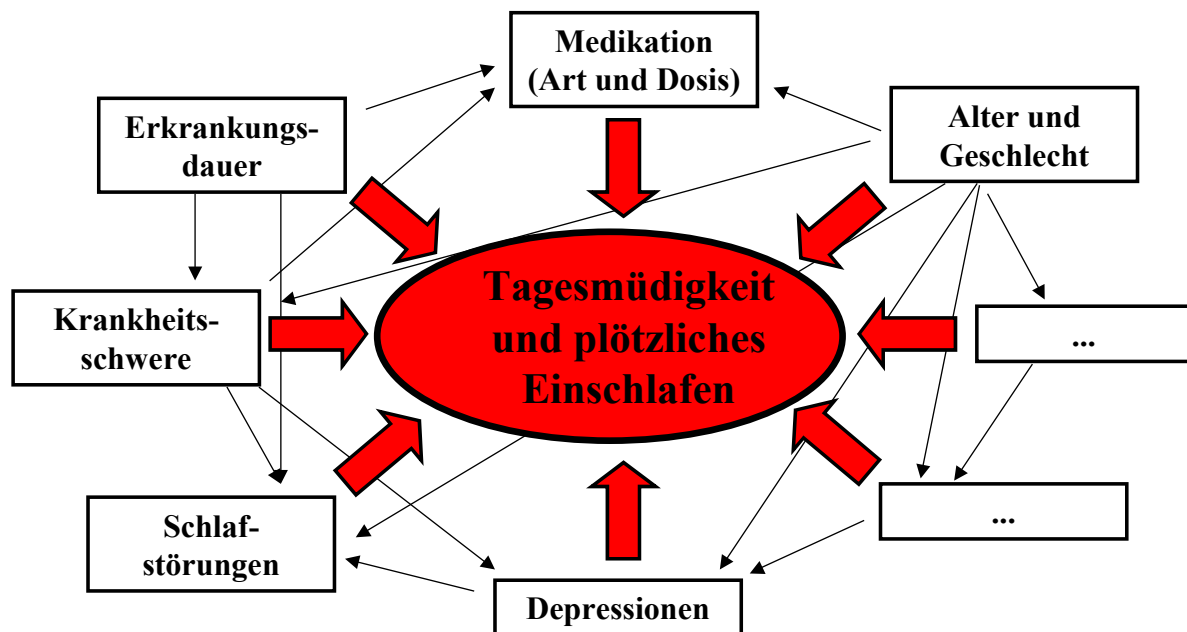 Medikation
(Art und Dosis)
Erkrankungs-
dauer
Alter und
Geschlecht
Tagesmüdigkeit
und plötzliches
Einschlafen
Krankheits-
schwere
...
Schlaf-
störungen
...
Depressionen